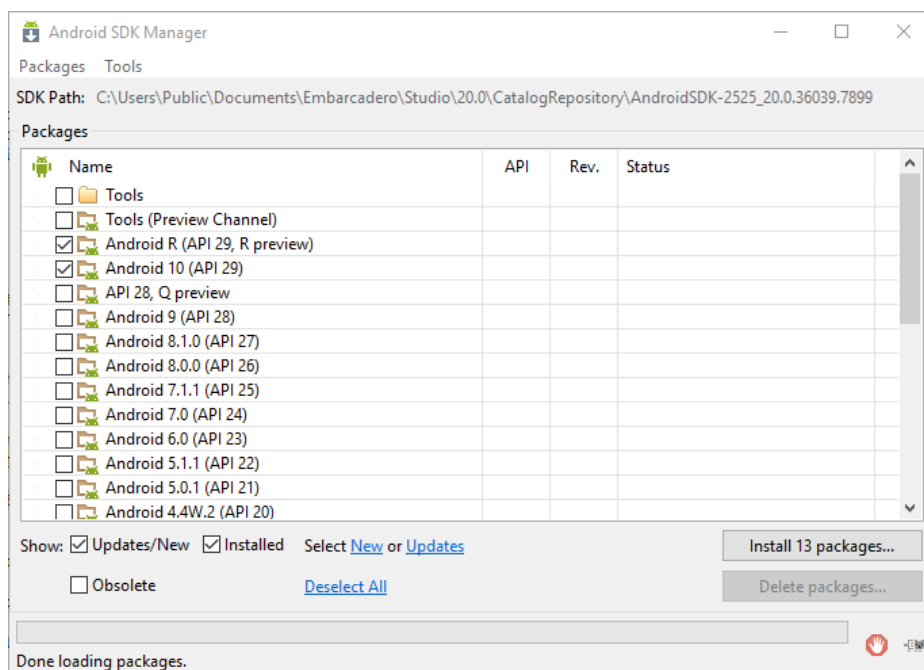 Android SDK Manager
Packages Tools
SDK Path: C:\Users\Public\Documents\Embarcadero\Studio\20.0\CatalogRepository\AndroidSDK-2525_20.0.36039.7899
Packages
Name API Rev. Status
Tools
Tools (Preview Channel)
Android R (API 29, R preview)
Android 10 (API 29)
API 28, Q preview
Android 9 (API 28)
Android 8.1.0 (API 27)
Android 8.0.0 (API 26)
Android 7.1.1 (API 25)
Android 7.0 (API 24)
Android 6.0 (API 23)
Android 5.1.1 (API 22)
Android 5.0.1 (API 21)
Android 4.4W.2 (API 20)
Show: Updates/New Installed Select New or Updates Install 13 packages...
Obsolete Deselect All Delete packages...
Done loading packages.